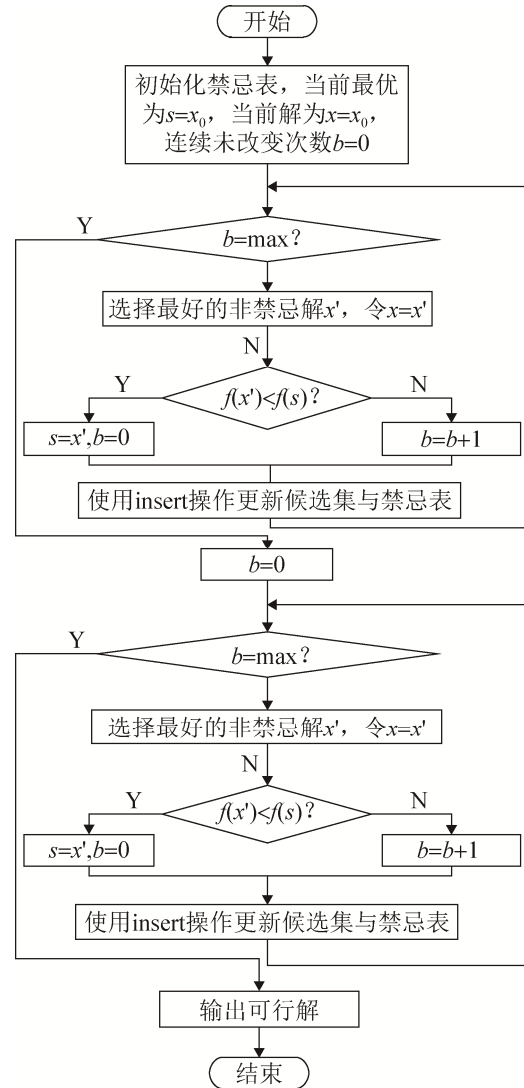 开始
初始化禁忌表，当前最优
为s=x₀，当前解为x=x₀，
连续未改变次数b=0
Y
b=max?
选择最好的非禁忌解x'，令x=x'
N
Y
f(x')<f(s)?
N
s=x',b=0
b=b+1
使用insert操作更新候选集与禁忌表
b=0
Y
b=max?
选择最好的非禁忌解x'，令x=x'
N
Y
f(x')<f(s)?
N
s=x',b=0
b=b+1
使用insert操作更新候选集与禁忌表
输出可行解
结束